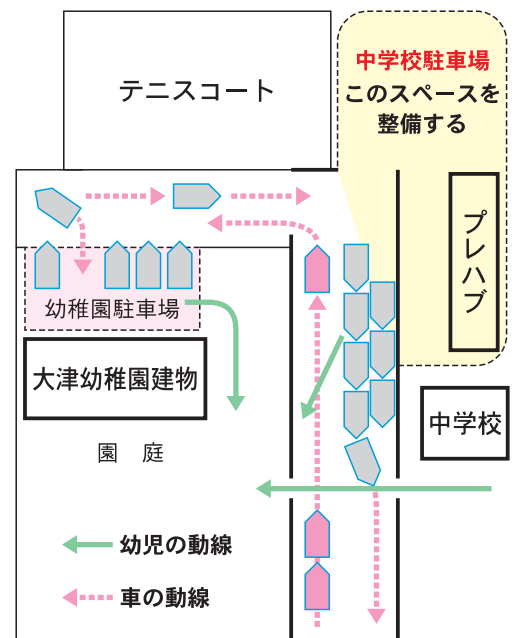 テニスコート
中学校駐車場
このスペースを
整備する
プレハブ
幼稚園駐車場
大津幼稚園建物
中学校
園 庭
幼児の動線
車の動線